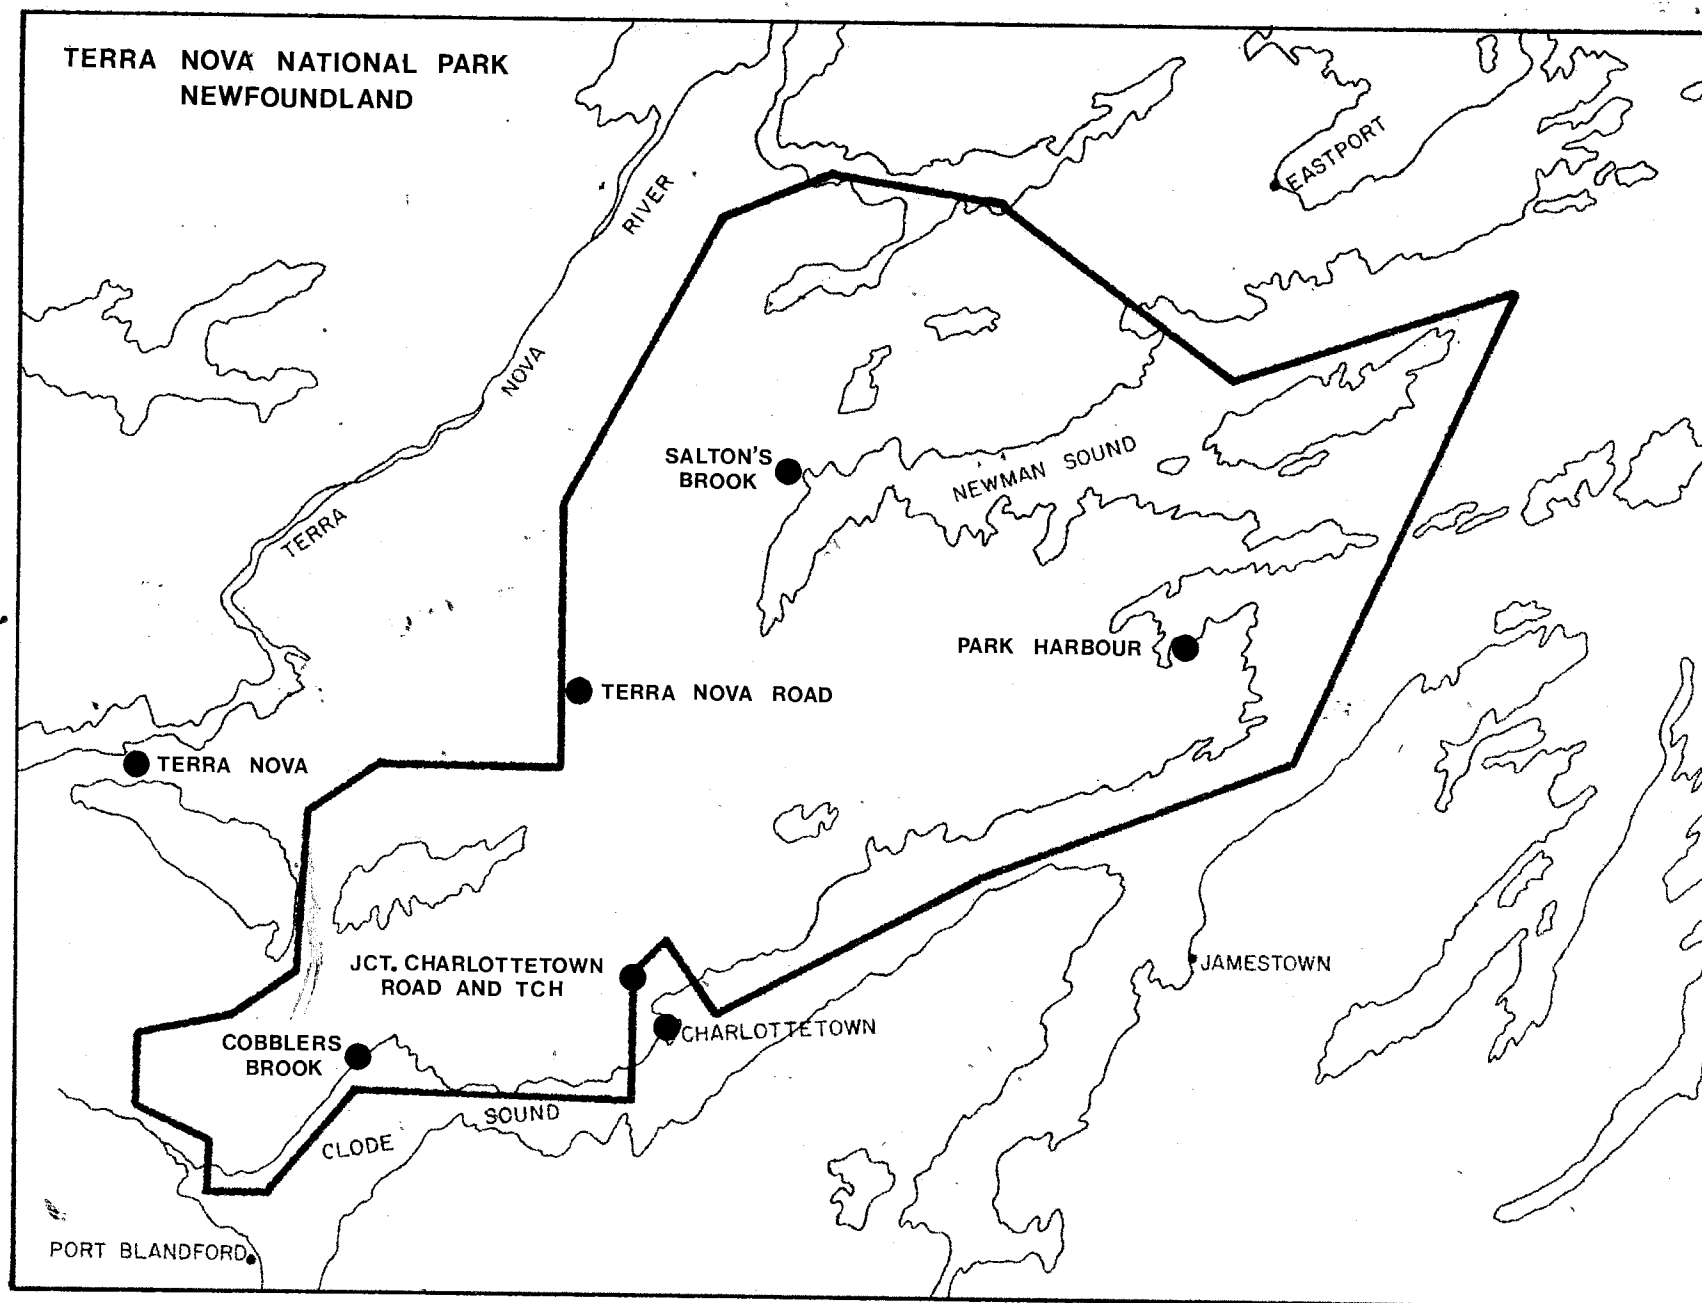 TERRA NOVA NATIONAL PARK
NEWFOUNDLAND
EASTPORT
RIVER
NOVA
TERRA
SALTON'S
BROOK
NEWMAN SOUND
PARK HARBOUR
TERRA NOVA ROAD
TERRA NOVA
JCT. CHARLOTTETOWN
ROAD AND TCH
JAMESTOWN
COBBLERS
BROOK
CHARLOTTETOWN
SOUND
CLODE
PORT BLANDFORD